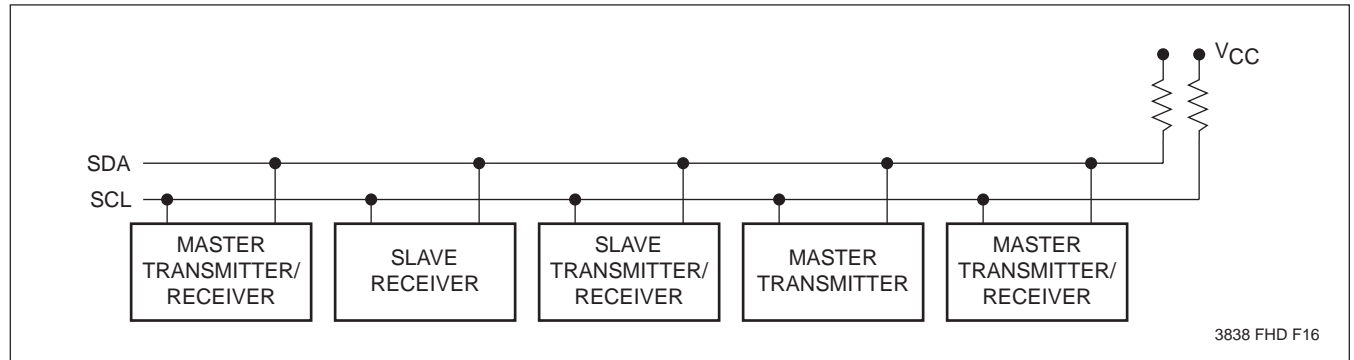 VCC
SDA
SCL
MASTER
TRANSMITTER/
RECEIVER
SLAVE
RECEIVER
SLAVE
TRANSMITTER/
RECEIVER
MASTER
TRANSMITTER
MASTER
TRANSMITTER/
RECEIVER
3838 FHD F16